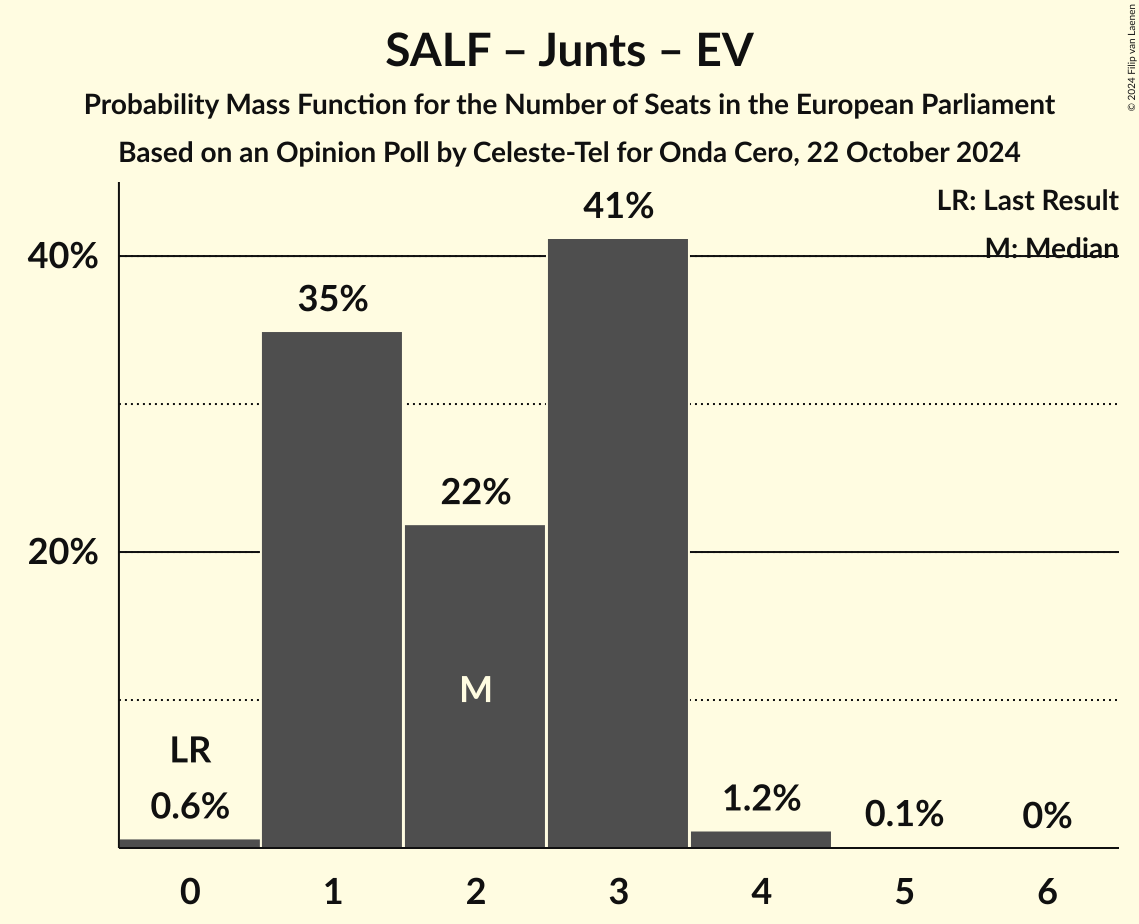 SALF – Junts – EV
Probability Mass Function for the Number of Seats in the European Parliament
Based on an Opinion Poll by Celeste-Tel for Onda Cero, 22 October 2024
© 2024 Filip van Laenen
LR: Last Result
M: Median
41%
40%
35%
22%
20%
M
LR
0.6%
1.2%
0.1%
0%
0 1 2 3 4 5 6